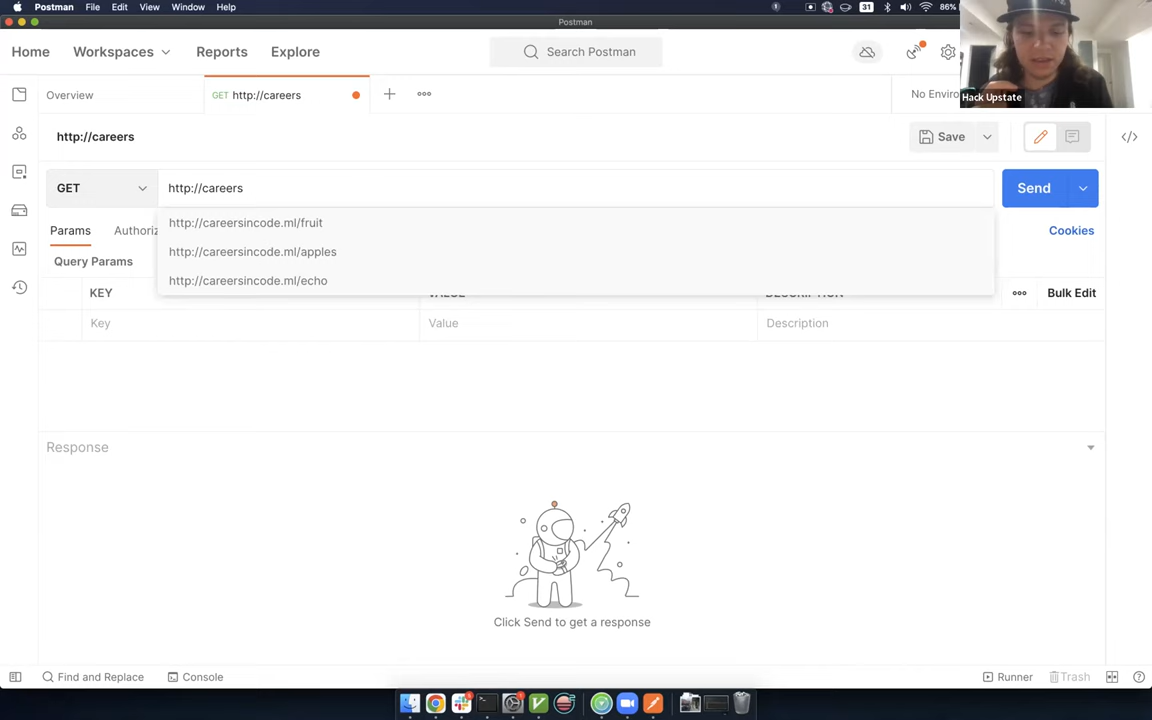 Postman File Edit View Window Help 31 86%
Postman
Home Workspaces Reports Explore Search Postman
Overview GET http://careers No Enviro
Hack Upstate
http://careers Save
GET http://careers Send
http://careersincode.ml/fruit
Params Authoriz Cookies
http://careersincode.ml/apples
Query Params
http://careersincode.ml/echo
KEY VALUE DESCRIPTION Bulk Edit
Key Value Description
Response
Click Send to get a response
Find and Replace Console Runner Trash